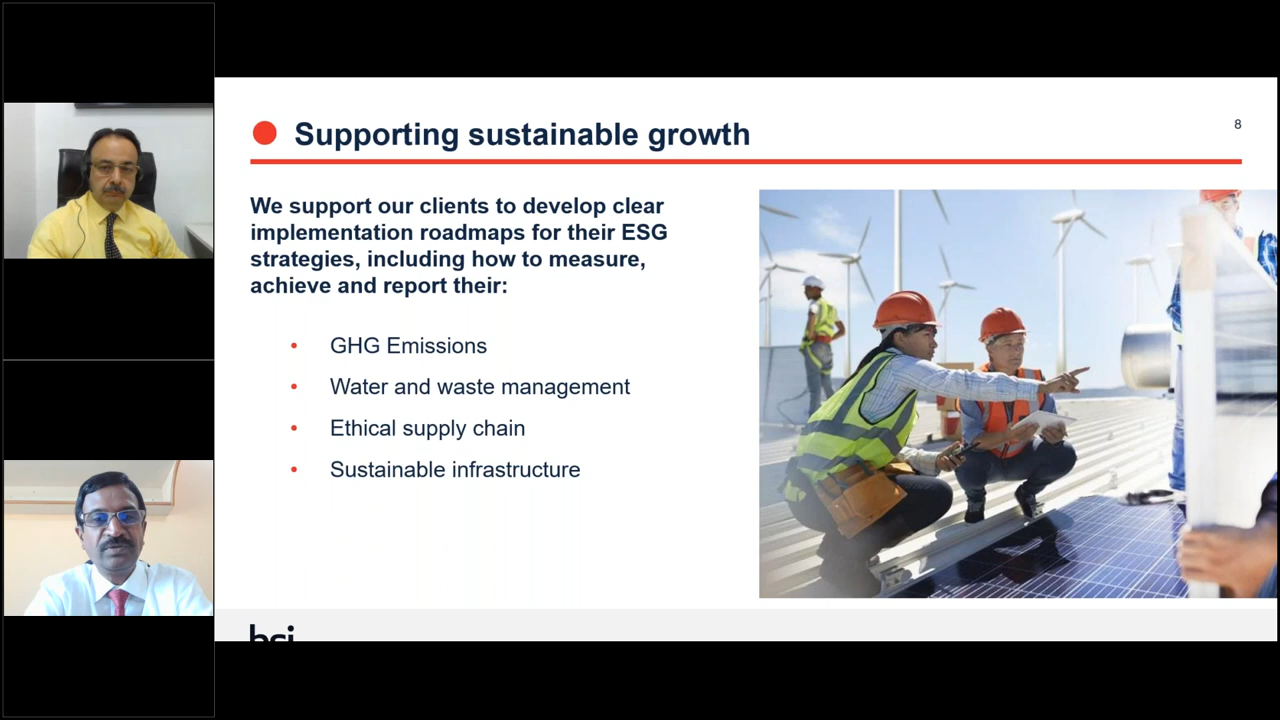 Supporting sustainable growth
8
We support our clients to develop clear
implementation roadmaps for their ESG
strategies, including how to measure,
achieve and report their:
• GHG Emissions
• Water and waste management
• Ethical supply chain
• Sustainable infrastructure
bsi